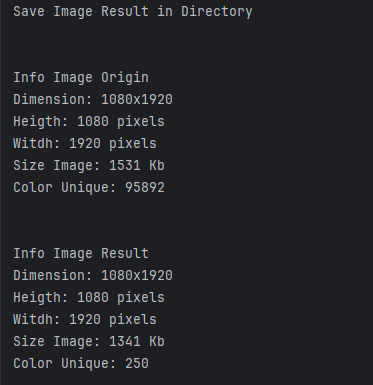 Save Image Result in Directory
Info Image Origin
Dimension: 1080x1920
Heigth: 1080 pixels
Witdh: 1920 pixels
Size Image: 1531 Kb
Color Unique: 95892
Info Image Result
Dimension: 1080x1920
Heigth: 1080 pixels
Witdh: 1920 pixels
Size Image: 1341 Kb
Color Unique: 250